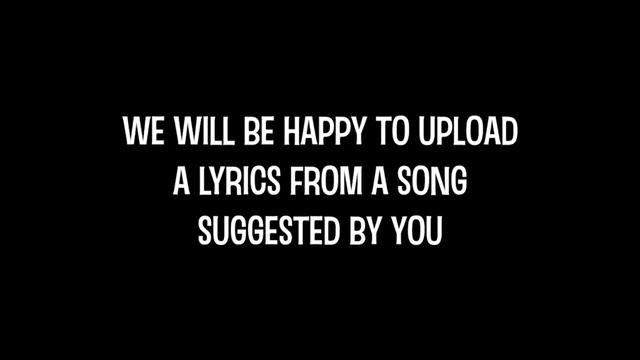 WE WILL BE HAPPY TO UPLOAD
A LYRICS FROM A SONG
SUGGESTED BY YOU